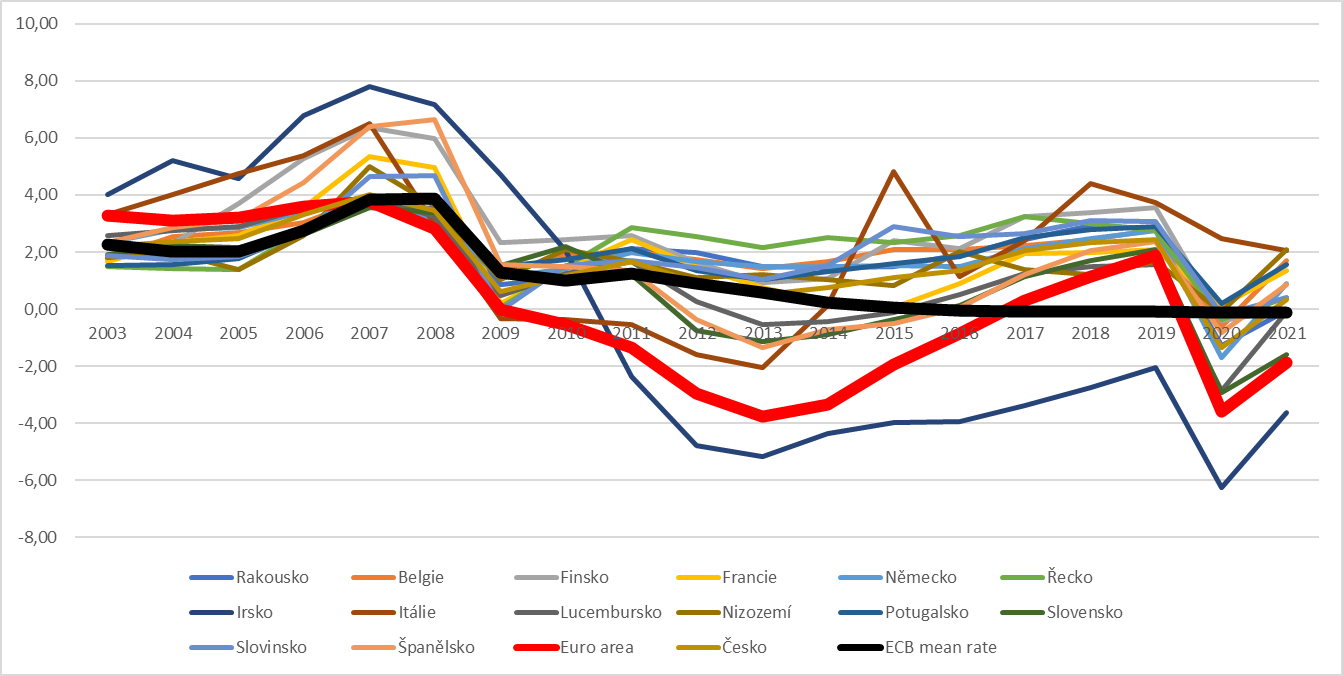 10,00
8,00
6,00
4,00
2,00
0,00
2003 2004 2005 2006 2007 2008 2009 2010 2011 2012 2013 2014 2015 2016 2017 2018 2019 2020 2021
-2,00
-4,00
-6,00
-8,00
Rakousko Belgie Finsko Francie Německo Řecko
Irsko Itálie Lucembursko Nizozemí Potugalsko Slovensko
Slovinsko Španělsko Euro area Česko ECB mean rate